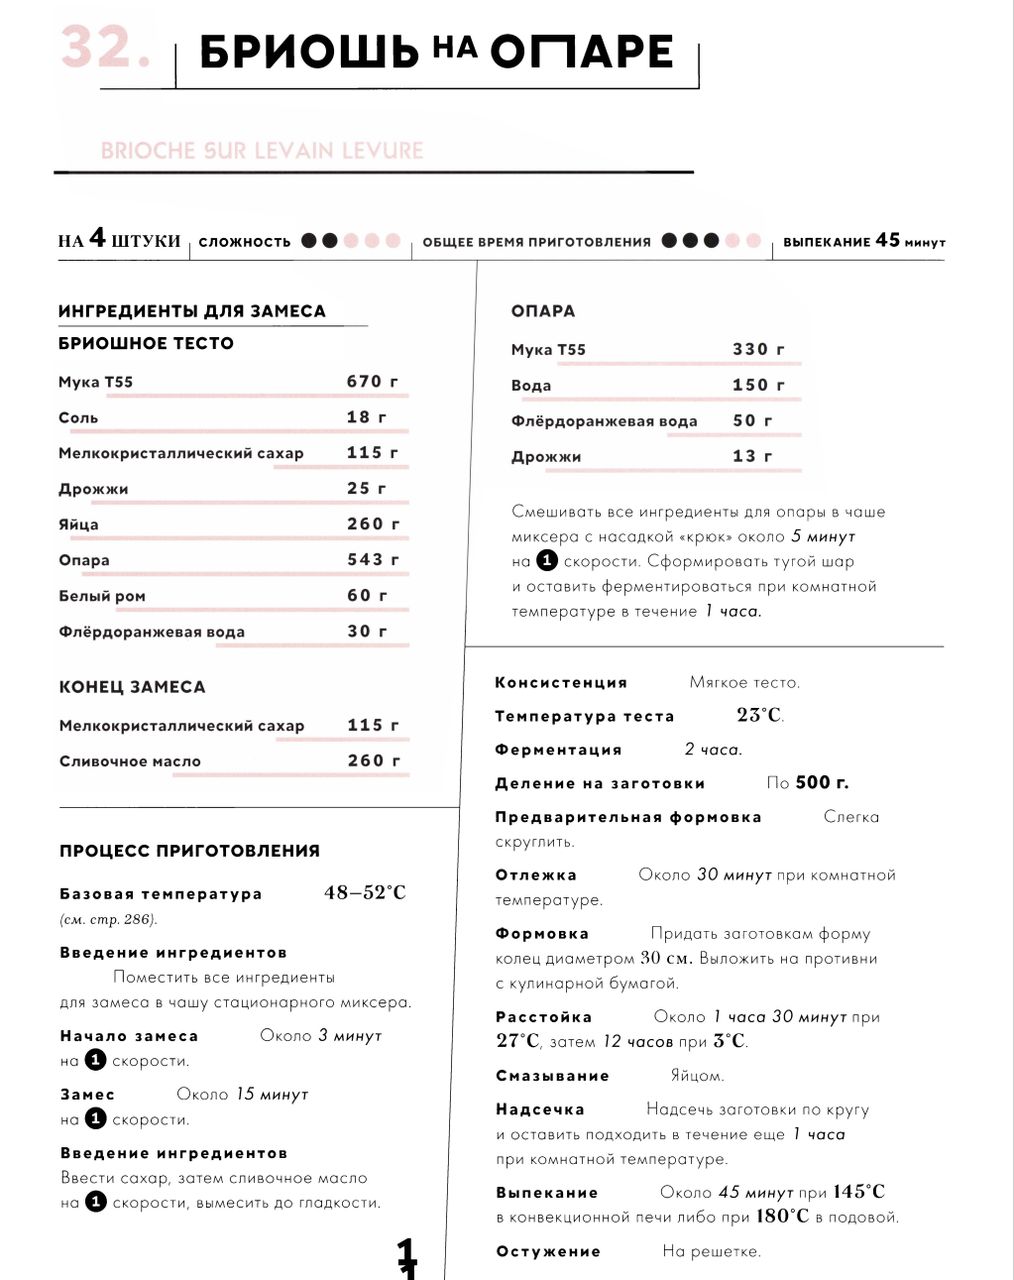 32. БРИОШЬ НА ОПАРЕ
BRIOCHE SUR LEVAIN LEVURE
НА 4 ШТУКИ СЛОЖНОСТЬ ОБЩЕЕ ВРЕМЯ ПРИГОТОВЛЕНИЯ ВЫПЕКАНИЕ 45 минут
ИНГРЕДИЕНТЫ ДЛЯ ЗАМЕСА
БРИОШНОЕ ТЕСТО
Мука Т55 670 г
Соль 18 г
Мелкокристаллический сахар 115 г
Дрожжи 25 г
Яйца 260 г
Опара 543 г
Белый ром 60 г
Флёрдоранжевая вода 30 г
КОНЕЦ ЗАМЕСА
Мелкокристаллический сахар 115 г
Сливочное масло 260 г
ПРОЦЕСС ПРИГОТОВЛЕНИЯ
Базовая температура 48–52°C
(см. стр. 286).
Введение ингредиентов
Поместить все ингредиенты
для замеса в чашу стационарного миксера.
Начало замеса Около 3 минут
на 1 скорости.
Замес Около 15 минут
на 1 скорости.
Введение ингредиентов
Ввести сахар, затем сливочное масло
на 1 скорости, вымесить до гладкости.
ОПАРА
Мука Т55 330 г
Вода 150 г
Флёрдоранжевая вода 50 г
Дрожжи 13 г
Смешивать все ингредиенты для опары в чаше
миксера с насадкой «крюк» около 5 минут
на 1 скорости. Сформировать тугой шар
и оставить ферментироваться при комнатной
температуре в течение 1 часа.
Консистенция Мягкое тесто.
Температура теста 23°C.
Ферментация 2 часа.
Деление на заготовки По 500 г.
Предварительная формовка Слегка
скруглить.
Отлежка Около 30 минут при комнатной
температуре.
Формовка Придать заготовкам форму
колец диаметром 30 см. Выложить на противни
с кулинарной бумагой.
Расстойка Около 1 часа 30 минут при
27°C, затем 12 часов при 3°C.
Смазывание Яйцом.
Надсечка Надсечь заготовки по кругу
и оставить подходить в течение еще 1 часа
при комнатной температуре.
Выпекание Около 45 минут при 145°C
в конвекционной печи либо при 180°C в подовой.
Остужение На решетке.
1